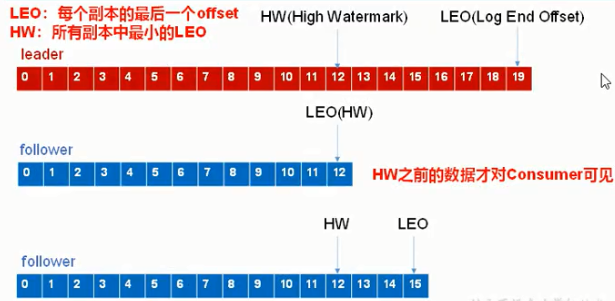 LEO：每个副本的最后一个offset
HW：所有副本中最小的LEO
HW(High Watermark)
LEO(Log End Offset)
leader
0 1 2 3 4 5 6 7 8 9 10 11 12 13 14 15 16 17 18 19
LEO(HW)
follower
0 1 2 3 4 5 6 7 8 9 10 11 12
HW之前的数据才对Consumer可见
HW
LEO
follower
0 1 2 3 4 5 6 7 8 9 10 11 12 13 14 15